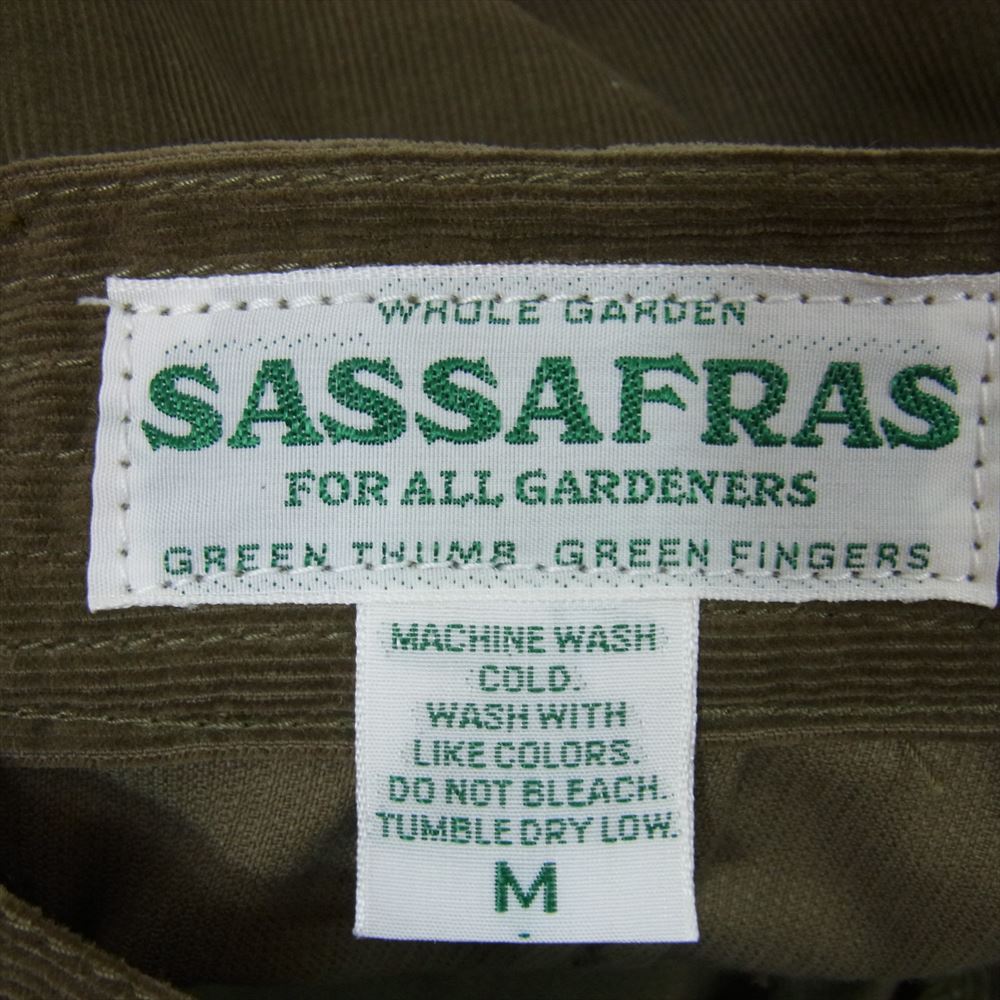 WHOLE GARDEN
SASSAFRAS
FOR ALL GARDENERS
GREEN THUMB GREEN FINGERS
MACHINE WASH
COLD.
WASH WITH
LIKE COLORS.
DO NOT BLEACH.
TUMBLE DRY LOW.
M